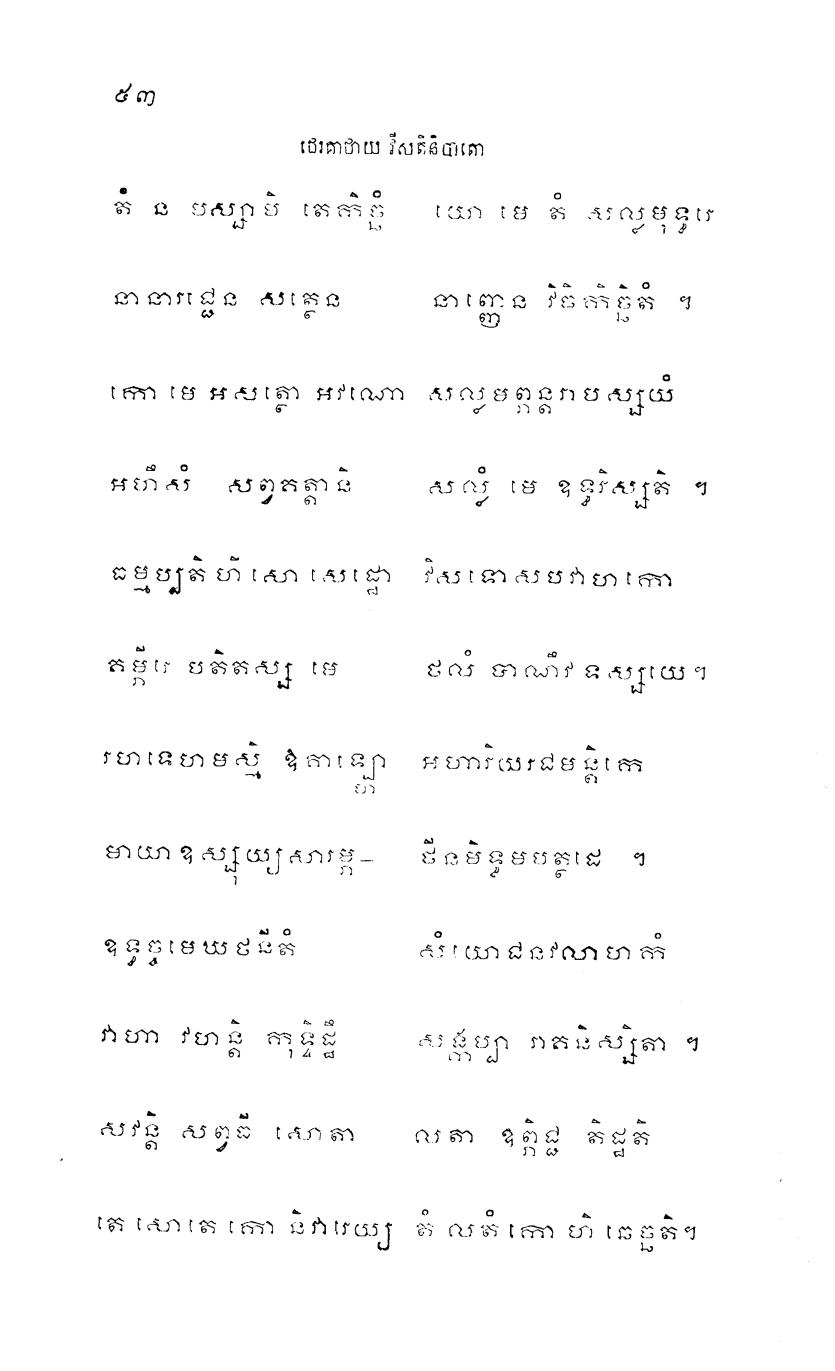 ៥៣
ថេរគាថាយ វីសតិនិបាតោ
តំ ន បស្សាមិ តេកិច្ឆំ យោ មេ តំ សល្លមុទ្ធរេ
នានារជ្ជេន សត្ថេន នាញ្ញេន វិចិកិច្ឆិតំ ។
កោ មេ អសត្ថោ អវណោ សល្លមព្ភន្តរាបស្សយំ
អហឹសំ សព្វគត្តានិ សល្លំ មេ ឧទ្ធរិស្សតិ ។
ធម្មប្បតិ ហិ សោ សេដ្ឋោ វិសទោសបវាហកោ
គម្ភីរេ បតិតស្ស មេ ថលំ បាណឹវ ទស្សយេ។
រហទេហមស្មិ ឱគាឡ្ហោ អហារិយរជមន្តិកេ
មាយាឧស្សុយ្យសារម្ភ– ថីនមិទ្ធមបត្ថដេ ។
ឧទ្ធច្ចមេឃថនិតំ សំយោជនវលាហកំ
វាហា វហន្តិ កុទ្ទិដ្ឋឹ សង្កប្បា រាគនិស្សិតា ។
សវន្តិ សព្វធី សោតា លតា ឧព្ភិជ្ជ តិដ្ឋតិ
តេ សោតេ កោ និវារេយ្យ តំ លតំ កោ ហិ ឆេច្ឆតិ។